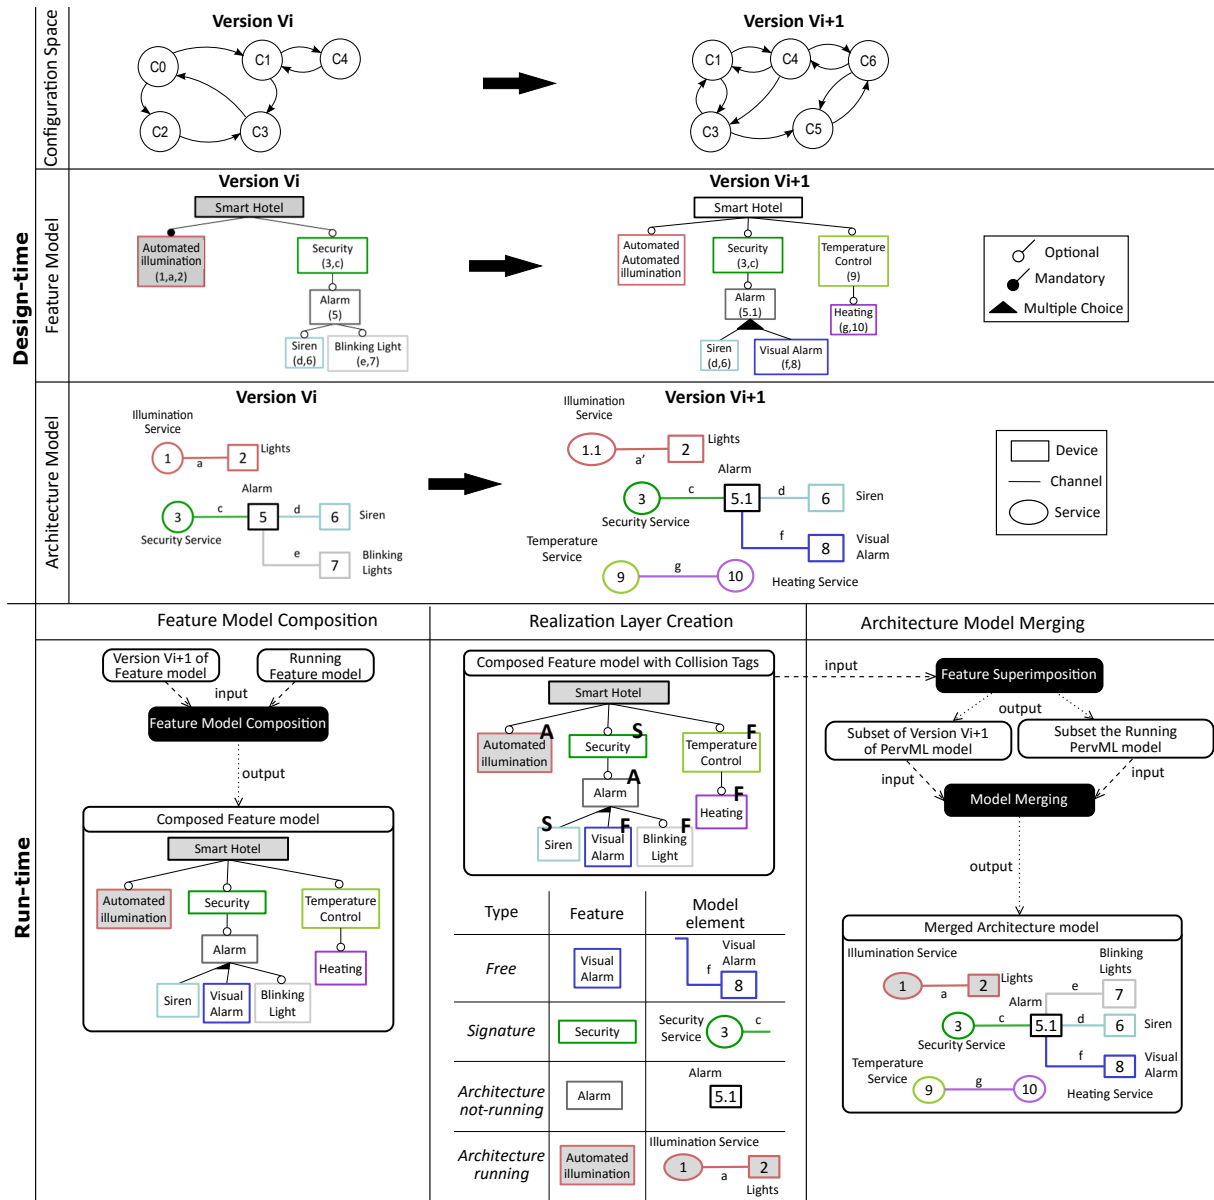 Design-time
Run-time
Configuration Space
Version Vi
C0
C1
C4
C2
C3
Version Vi+1
C1
C4
C6
C3
C5
Feature Model
Version Vi
Smart Hotel
Automated
illumination
(1,a,2)
Security
(3,c)
Alarm
(5)
Siren
(d,6)
Blinking Light
(e,7)
Version Vi+1
Smart Hotel
Automated
Automated
illumination
Security
(3,c)
Temperature
Control
(9)
Alarm
(5.1)
Heating
(g,10)
Siren
(d,6)
Visual Alarm
(f,8)
Optional
Mandatory
Multiple Choice
Architecture Model
Version Vi
Illumination
Service
1
a
2
Lights
Alarm
3
c
5
d
6
Siren
Security Service
e
7
Blinking
Lights
Version Vi+1
Illumination
Service
1.1
a’
2
Lights
Alarm
3
c
5.1
d
6
Siren
Security Service
f
8
Visual
Alarm
Temperature
Service
9
g
10
Heating Service
Device
Channel
Service
Feature Model Composition
Version Vi+1 of
Feature model
Running
Feature model
input
Feature Model Composition
output
Composed Feature model
Smart Hotel
Automated
illumination
Security
Temperature
Control
Alarm
Heating
Siren
Visual
Alarm
Blinking
Light
Realization Layer Creation
Composed Feature model with Collision Tags
Smart Hotel
A
S
F
Automated
illumination
Security
Temperature
Control
A
Alarm
F
Heating
S
F
F
Siren
Visual
Alarm
Blinking
Light
Type
Feature
Model
element
Free
Visual
Alarm
f
Visual
Alarm
8
Signature
Security
Security
Service
3
c
Architecture
not-running
Alarm
Alarm
5.1
Architecture
running
Automated
illumination
Illumination Service
1
a
2
Lights
Architecture Model Merging
input
Feature Superimposition
output
Subset of Version Vi+1
of PervML model
Subset the Running
PervML model
input
input
Model Merging
output
Merged Architecture model
Illumination Service
1
a
2
Lights
Blinking
Lights
e
7
Alarm
3
c
5.1
d
6
Siren
Security Service
f
8
Visual
Alarm
Temperature
Service
9
g
10
Heating Service